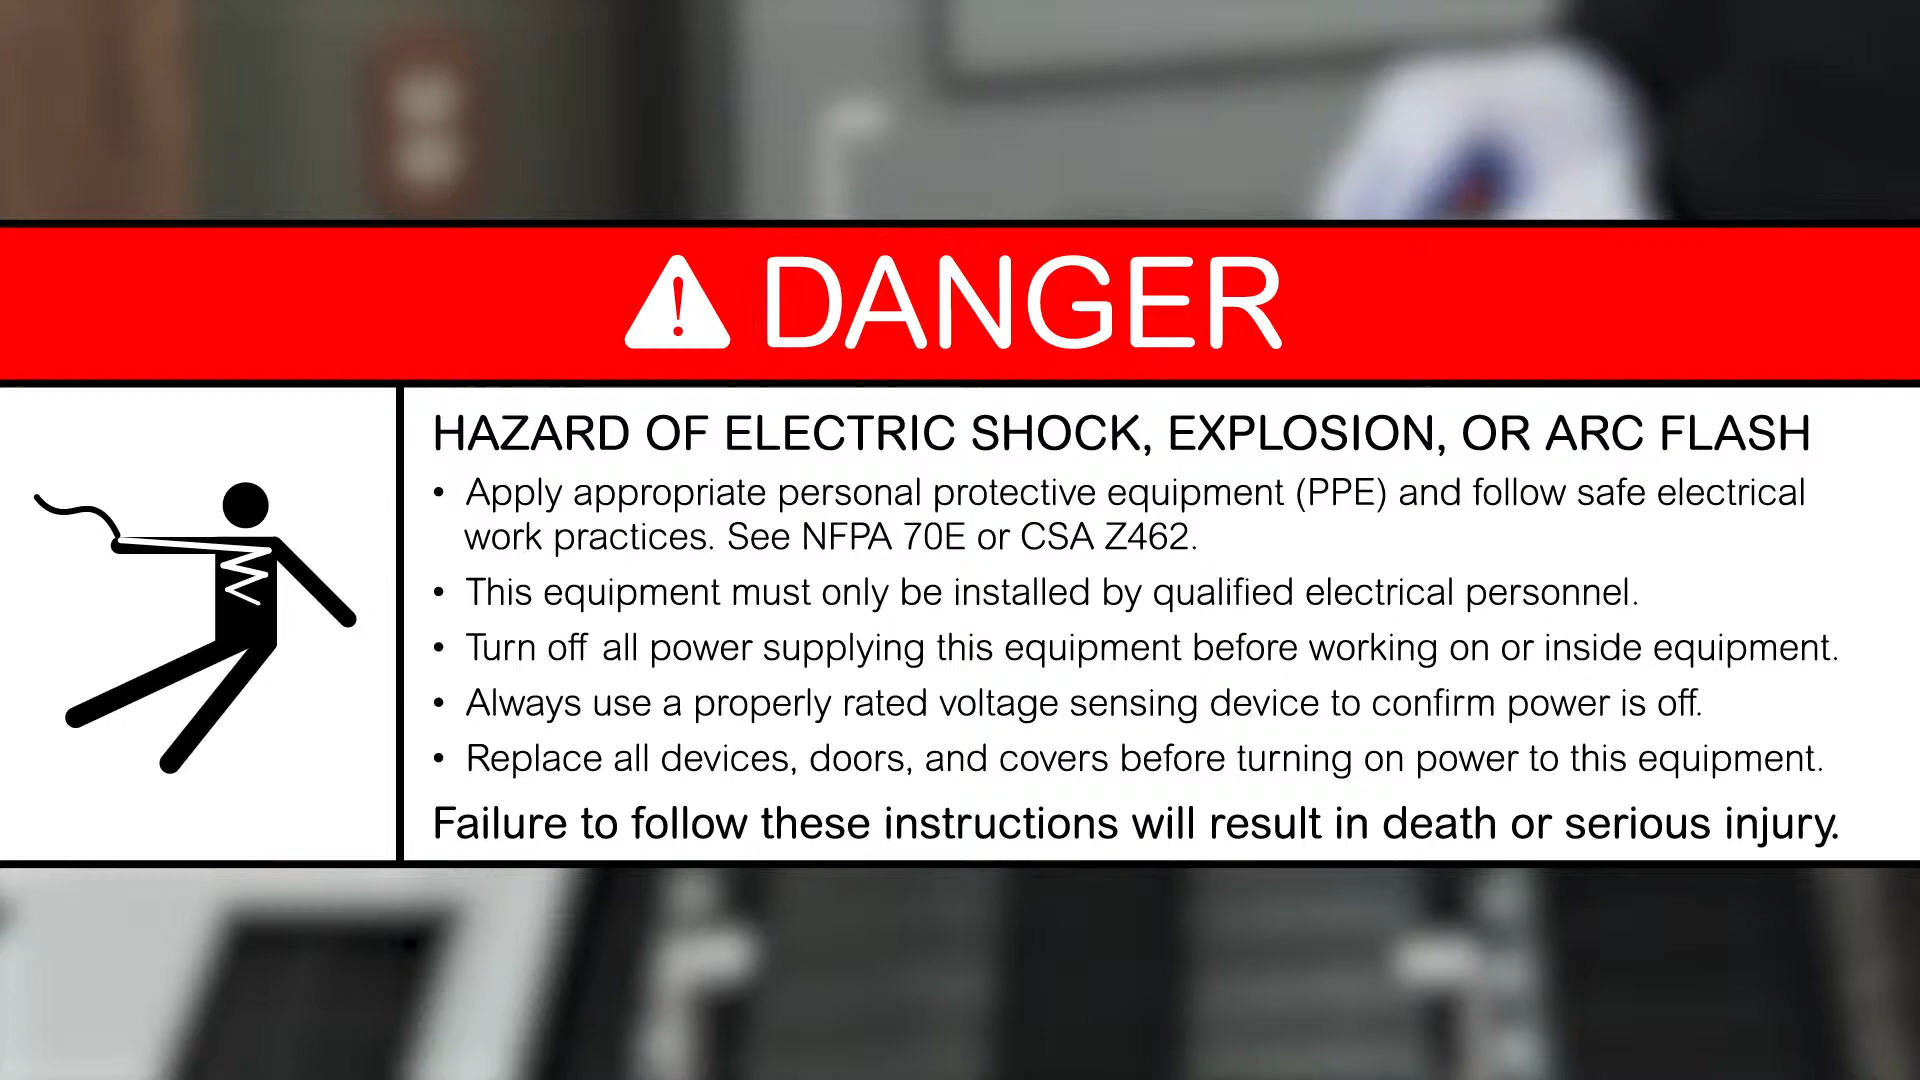 DANGER
HAZARD OF ELECTRIC SHOCK, EXPLOSION, OR ARC FLASH
• Apply appropriate personal protective equipment (PPE) and follow safe electrical
work practices. See NFPA 70E or CSA Z462.
• This equipment must only be installed by qualified electrical personnel.
• Turn off all power supplying this equipment before working on or inside equipment.
• Always use a properly rated voltage sensing device to confirm power is off.
• Replace all devices, doors, and covers before turning on power to this equipment.
Failure to follow these instructions will result in death or serious injury.